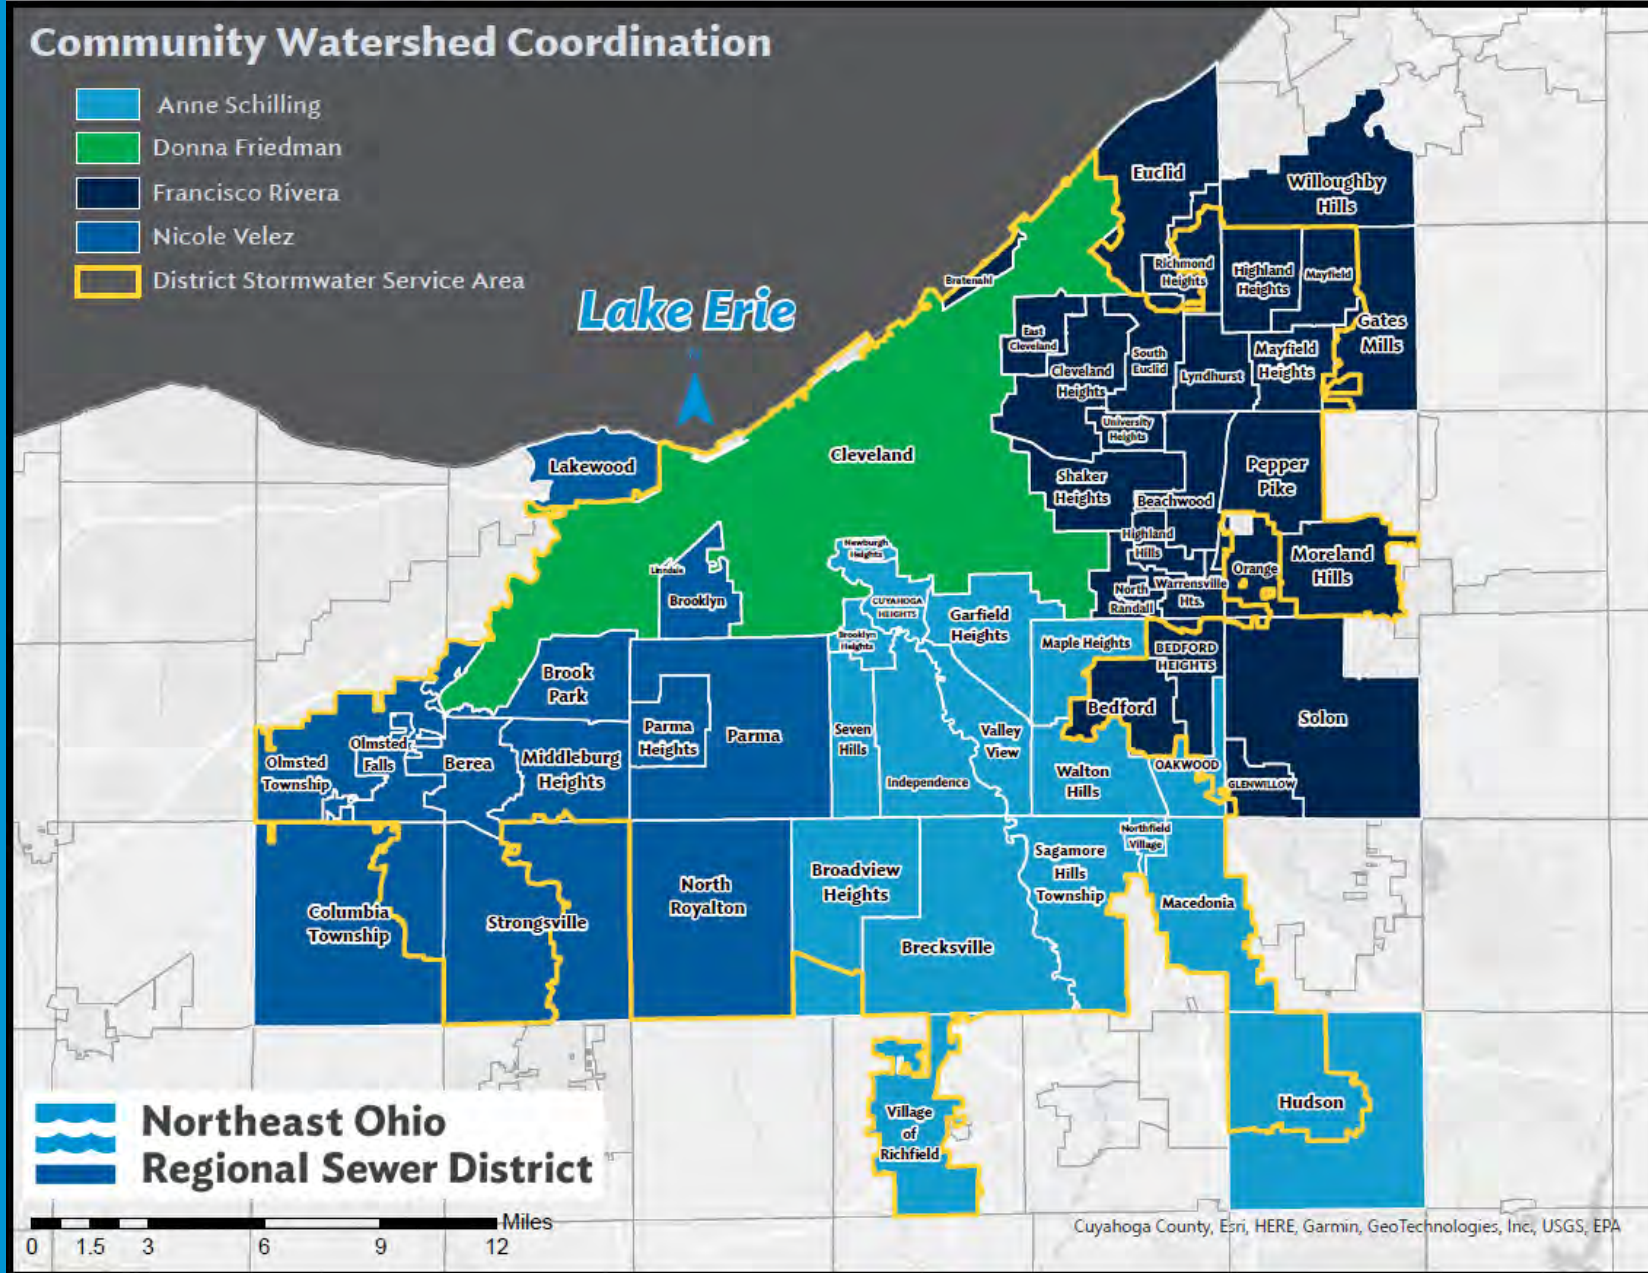 Community Watershed Coordination
Anne Schilling
Donna Friedman
Francisco Rivera
Nicole Velez
District Stormwater Service Area
Lake Erie
Euclid
Willoughby
Hills
Richmond
Heights
Highland
Heights
Mayfield
Bratenahl
Gates
Mills
East
Cleveland
Cleveland
Heights
South
Euclid
Lyndhurst
Mayfield
Heights
University
Heights
Lakewood
Cleveland
Shaker
Heights
Beachwood
Pepper
Pike
Highland
Hills
Orange
Moreland
Hills
North
Randall
Warrensville
Hts.
Newburgh
Heights
Linndale
Brooklyn
CUYAHOGA
HEIGHTS
Garfield
Heights
Brooklyn
Heights
Maple Heights
BEDFORD
HEIGHTS
Bedford
Solon
Brook
Park
Parma
Heights
Parma
Seven
Hills
Valley
View
Independence
Walton
Hills
OAKWOOD
GLENWILLOW
Olmsted
Township
Olmsted
Falls
Berea
Middleburg
Heights
Columbia
Township
Strongsville
North
Royalton
Broadview
Heights
Brecksville
Sagamore
Hills
Township
Northfield
Village
Macedonia
Village
of
Richfield
Hudson
Northeast Ohio
Regional Sewer District
Miles
0 1.5 3 6 9 12
Cuyahoga County, Esri, HERE, Garmin, GeoTechnologies, Inc., USGS, EPA